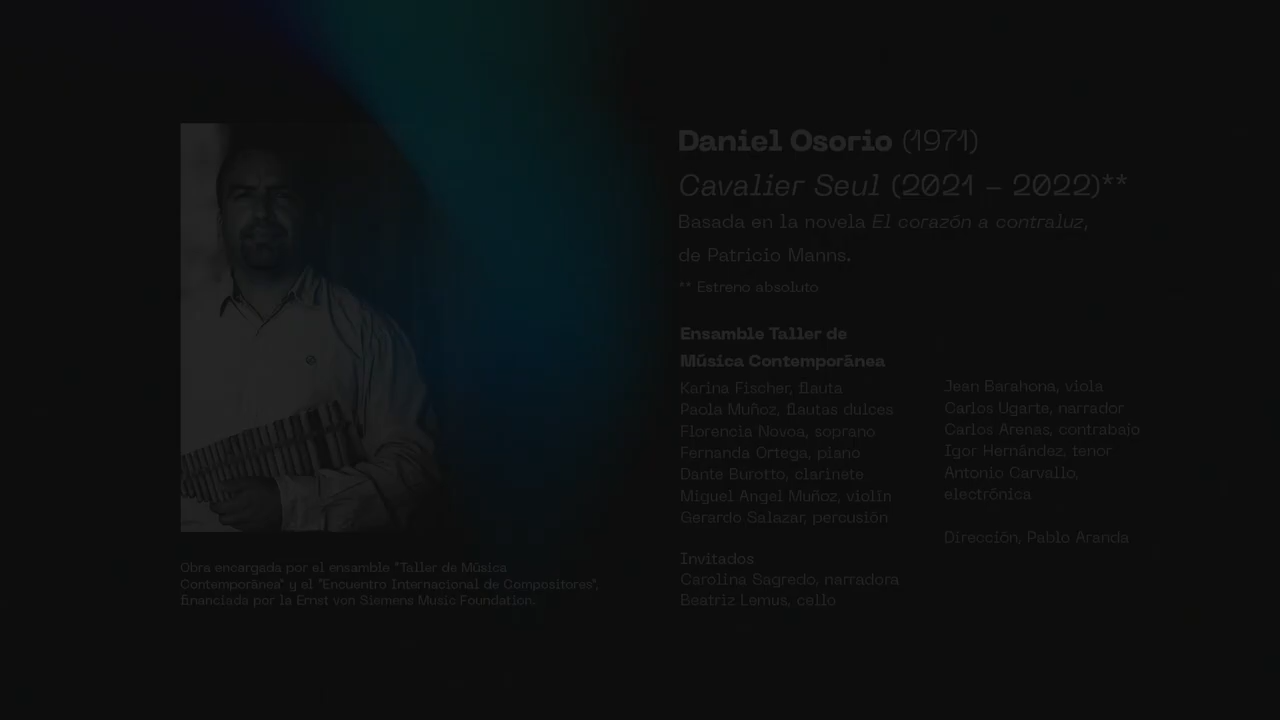 Daniel Osorio (1971)
Cavalier Seul (2021 – 2022)**
Basada en la novela El corazón a contraluz,
de Patricio Manns.
** Estreno absoluto
Ensamble Taller de
Música Contemporánea
Karina Fischer, flauta
Paola Muñoz, flautas dulces
Florencia Novoa, soprano
Fernanda Ortega, piano
Dante Burotto, clarinete
Miguel Angel Muñoz, violín
Gerardo Salazar, percusión
Invitados
Carolina Sagredo, narradora
Beatriz Lemus, cello
Jean Barahona, viola
Carlos Ugarte, narrador
Carlos Arenas, contrabajo
Igor Hernández, tenor
Antonio Carvallo,
electrónica
Dirección, Pablo Aranda
Obra encargada por el ensamble "Taller de Música
Contemporánea" y el "Encuentro Internacional de Compositores",
financiada por la Ernst von Siemens Music Foundation.